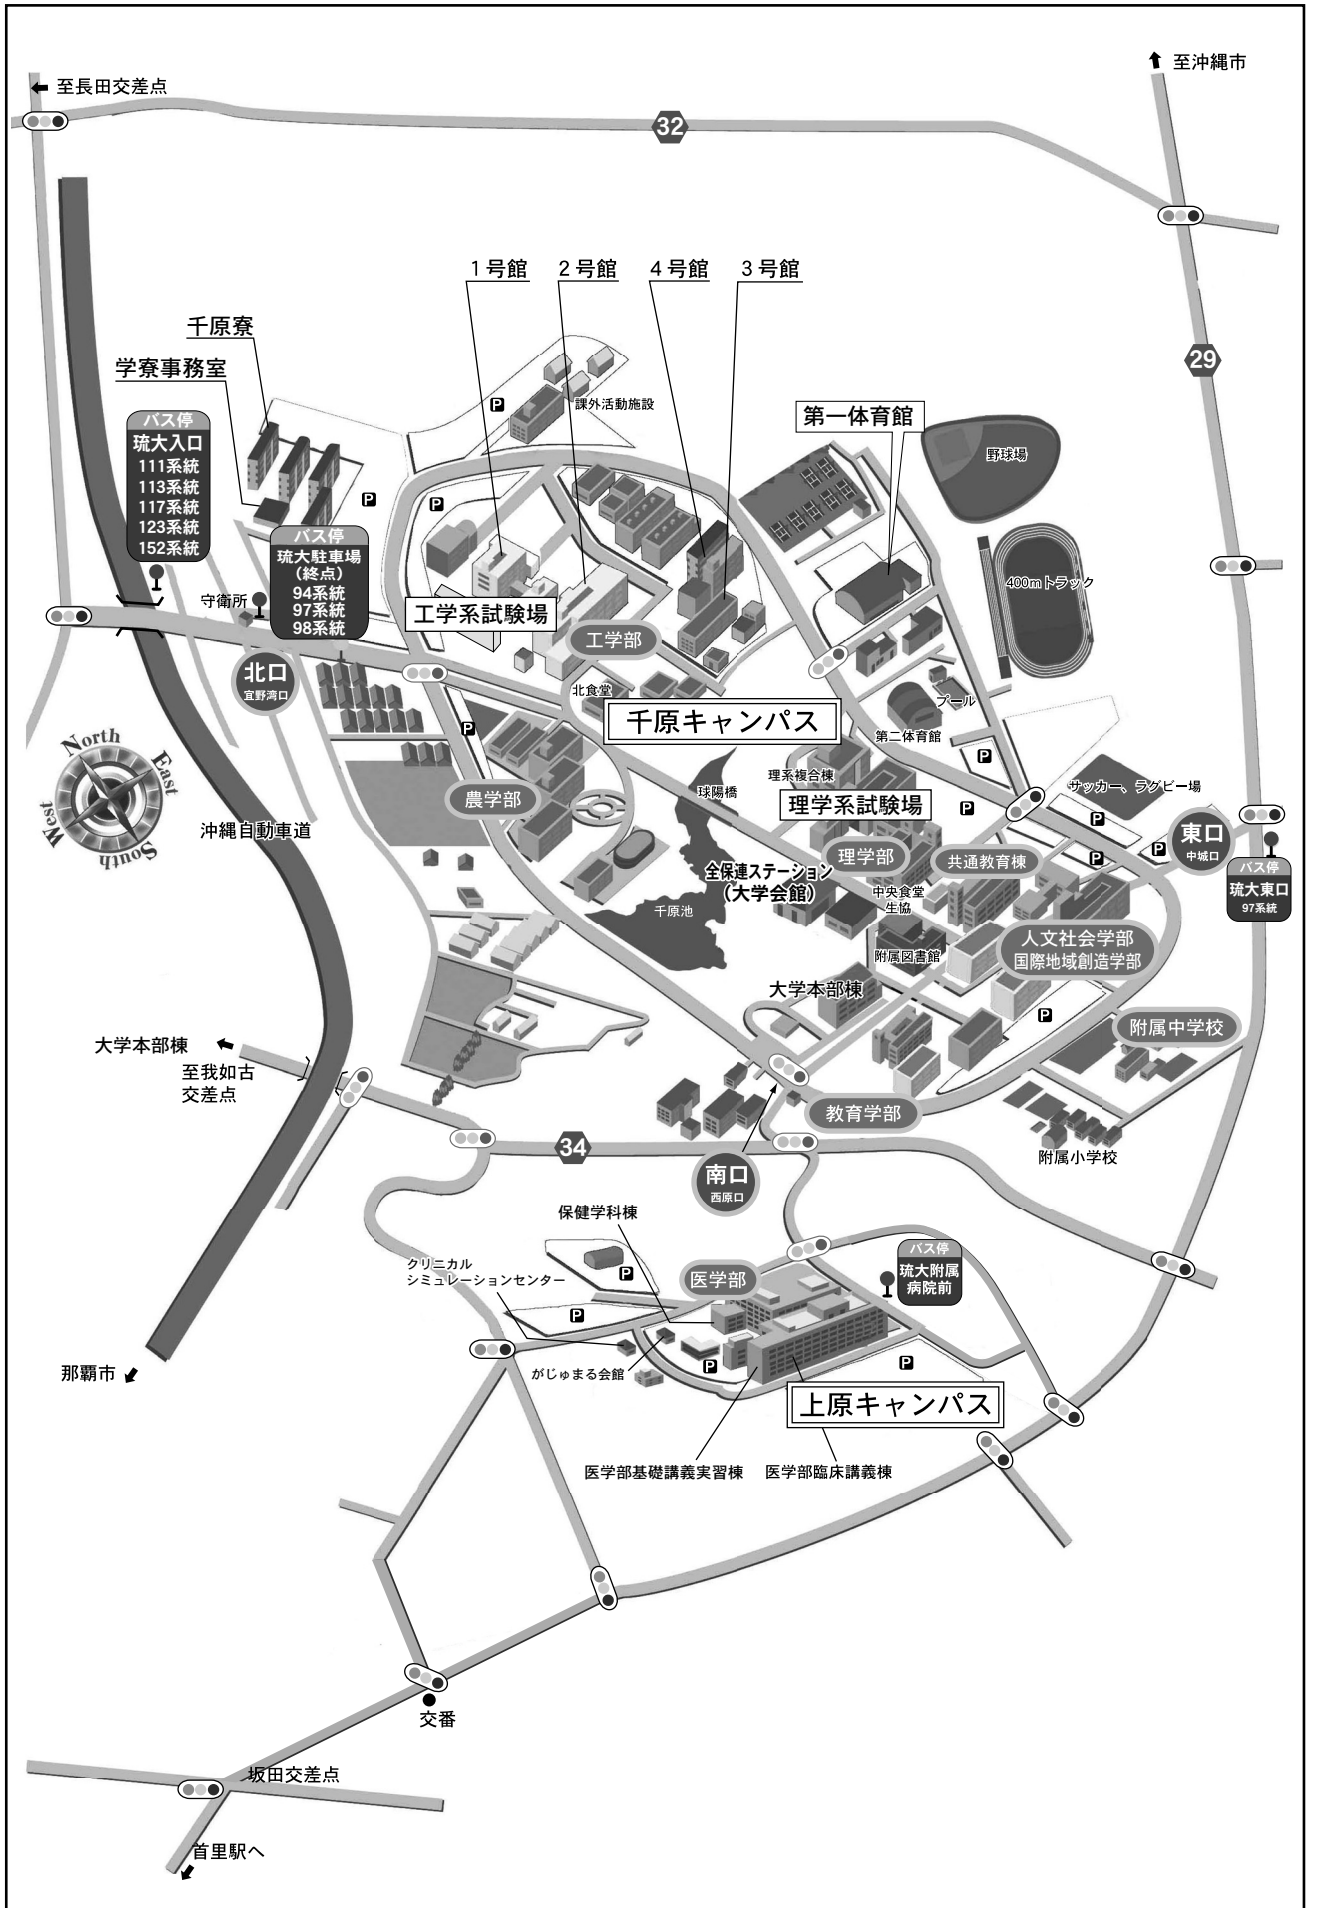 至沖縄市
至長田交差点
32
1号館
2号館
4号館
3号館
千原寮
学寮事務室
29
P
課外活動施設
第一体育館
バス停
琉大入口
111系統
113系統
117系統
123系統
152系統
野球場
P
P
バス停
琉大駐車場
(終点)
94系統
97系統
98系統
400mトラック
守衛所
工学系試験場
工学部
北口
宜野湾口
北食堂
プール
千原キャンパス
P
第二体育館
P
North
East
West
South
理系複合棟
サッカー、ラグビー場
球陽橋
農学部
理学系試験場
P
P
沖縄自動車道
東口
中城口
理学部
共通教育棟
P
P
全保連ステーション
(大学会館)
バス停
琉大東口
97系統
中央食堂
生協
千原池
人文社会学部
国際地域創造学部
附属図書館
大学本部棟
P
附属中学校
大学本部棟
至我如古
交差点
教育学部
34
附属小学校
南口
西原口
保健学科棟
クリニカル
シミュレーションセンター
P
医学部
バス停
琉大附属
病院前
P
がじゅまる会館
P
P
那覇市
上原キャンパス
医学部基礎講義実習棟
医学部臨床講義棟
交番
坂田交差点
首里駅へ